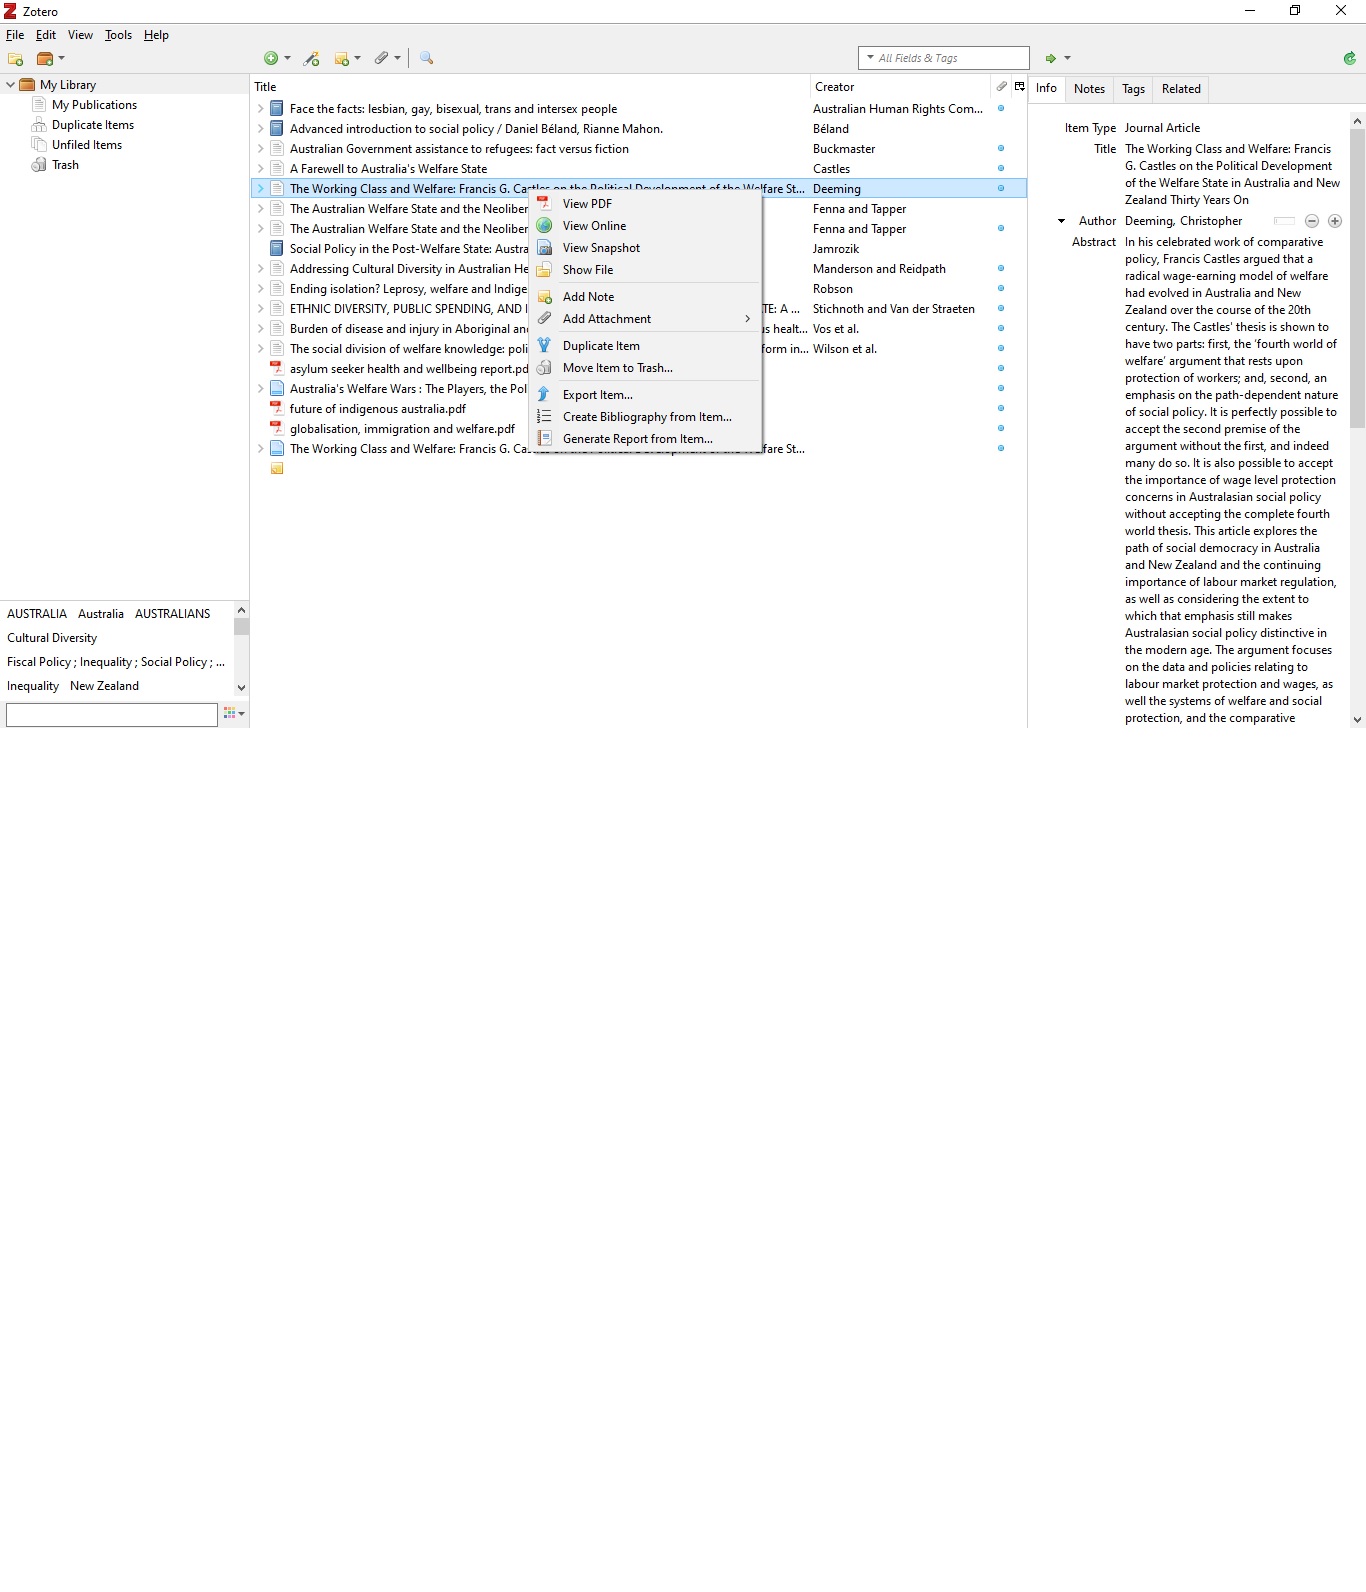 Zotero
File Edit View Tools Help
All Fields & Tags
My Library
My Publications
Duplicate Items
Unfiled Items
Trash
AUSTRALIA Australia AUSTRALIANS
Cultural Diversity
Fiscal Policy ; Inequality ; Social Policy ; ...
Inequality New Zealand
Title Creator
Face the facts: lesbian, gay, bisexual, trans and intersex people Australian Human Rights Com...
Advanced introduction to social policy / Daniel Béland, Rianne Mahon. Béland
Australian Government assistance to refugees: fact versus fiction Buckmaster
A Farewell to Australia's Welfare State Castles
The Working Class and Welfare: Francis G. Castles on the Political Development of the Welfare St... Deeming
The Australian Welfare State and the Neoliber Fenna and Tapper
The Australian Welfare State and the Neoliber Fenna and Tapper
Social Policy in the Post-Welfare State: Austra Jamrozik
Addressing Cultural Diversity in Australian He Manderson and Reidpath
Ending isolation? Leprosy, welfare and Indige Robson
ETHNIC DIVERSITY, PUBLIC SPENDING, AND I TE: A ... Stichnoth and Van der Straeten
Burden of disease and injury in Aboriginal an us healt... Vos et al.
The social division of welfare knowledge: poli form in... Wilson et al.
asylum seeker health and wellbeing report.pd
Australia's Welfare Wars : The Players, the Pol
future of indigenous australia.pdf
globalisation, immigration and welfare.pdf
The Working Class and Welfare: Francis G. Castles on the Political Development of the Welfare St...
View PDF
View Online
View Snapshot
Show File
Add Note
Add Attachment
Duplicate Item
Move Item to Trash...
Export Item...
Create Bibliography from Item...
Generate Report from Item...
Info Notes Tags Related
Item Type Journal Article
Title The Working Class and Welfare: Francis
G. Castles on the Political Development
of the Welfare State in Australia and New
Zealand Thirty Years On
Author Deeming, Christopher
Abstract In his celebrated work of comparative
policy, Francis Castles argued that a
radical wage-earning model of welfare
had evolved in Australia and New
Zealand over the course of the 20th
century. The Castles' thesis is shown to
have two parts: first, the ‘fourth world of
welfare’ argument that rests upon
protection of workers; and, second, an
emphasis on the path-dependent nature
of social policy. It is perfectly possible to
accept the second premise of the
argument without the first, and indeed
many do so. It is also possible to accept
the importance of wage level protection
concerns in Australasian social policy
without accepting the complete fourth
world thesis. This article explores the
path of social democracy in Australia
and New Zealand and the continuing
importance of labour market regulation,
as well as considering the extent to
which that emphasis still makes
Australasian social policy distinctive in
the modern age. The argument focuses
on the data and policies relating to
labour market protection and wages, as
well the systems of welfare and social
protection, and the comparative